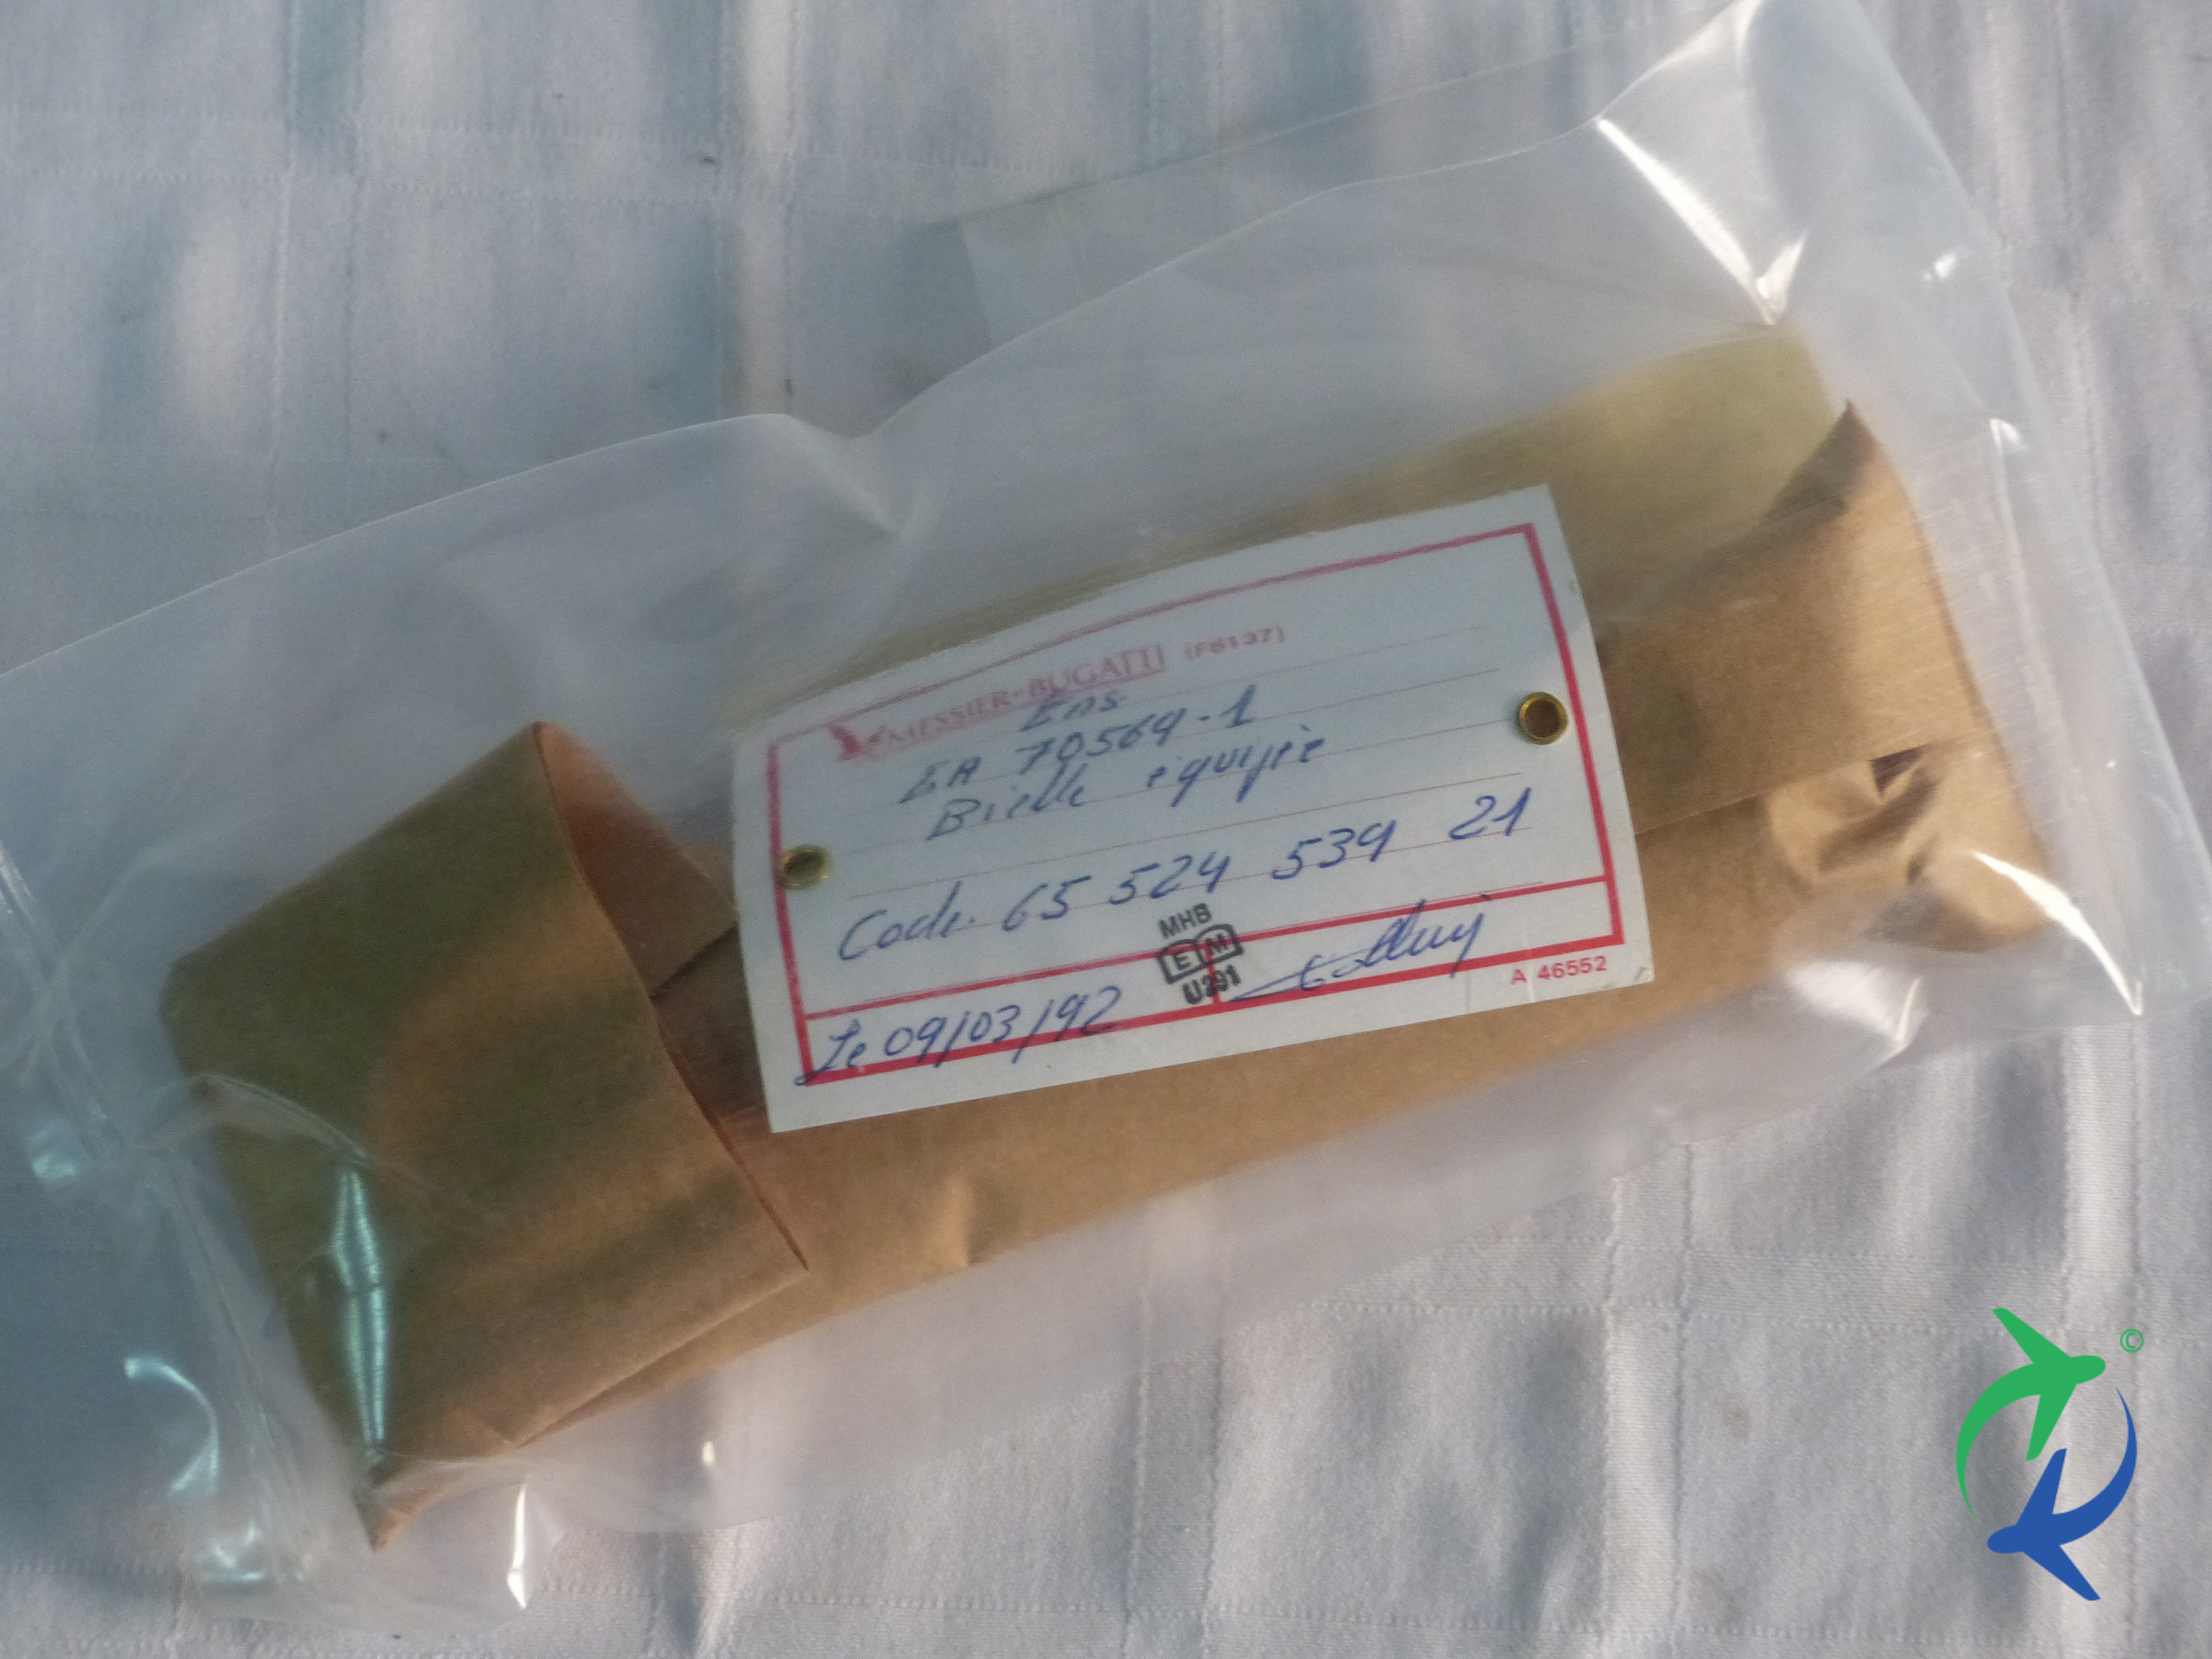 MESSIER-BUGATTI (F6137)
Ens
EA 70569-1
Bielle équipée
Code. 65 524 539 21
MHB
EM
U291
Le 09/03/92
A 46552
©